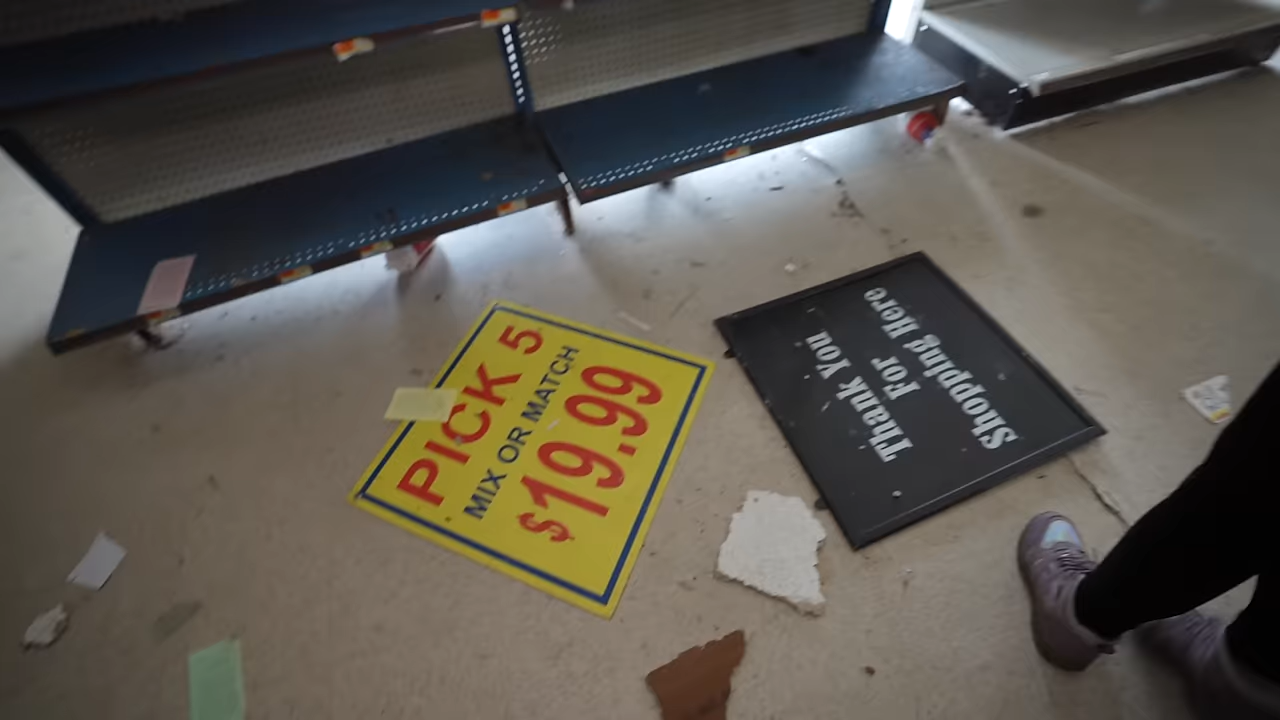 PICK 5
MIX OR MATCH
$19.99
Thank You
For
Shopping Here